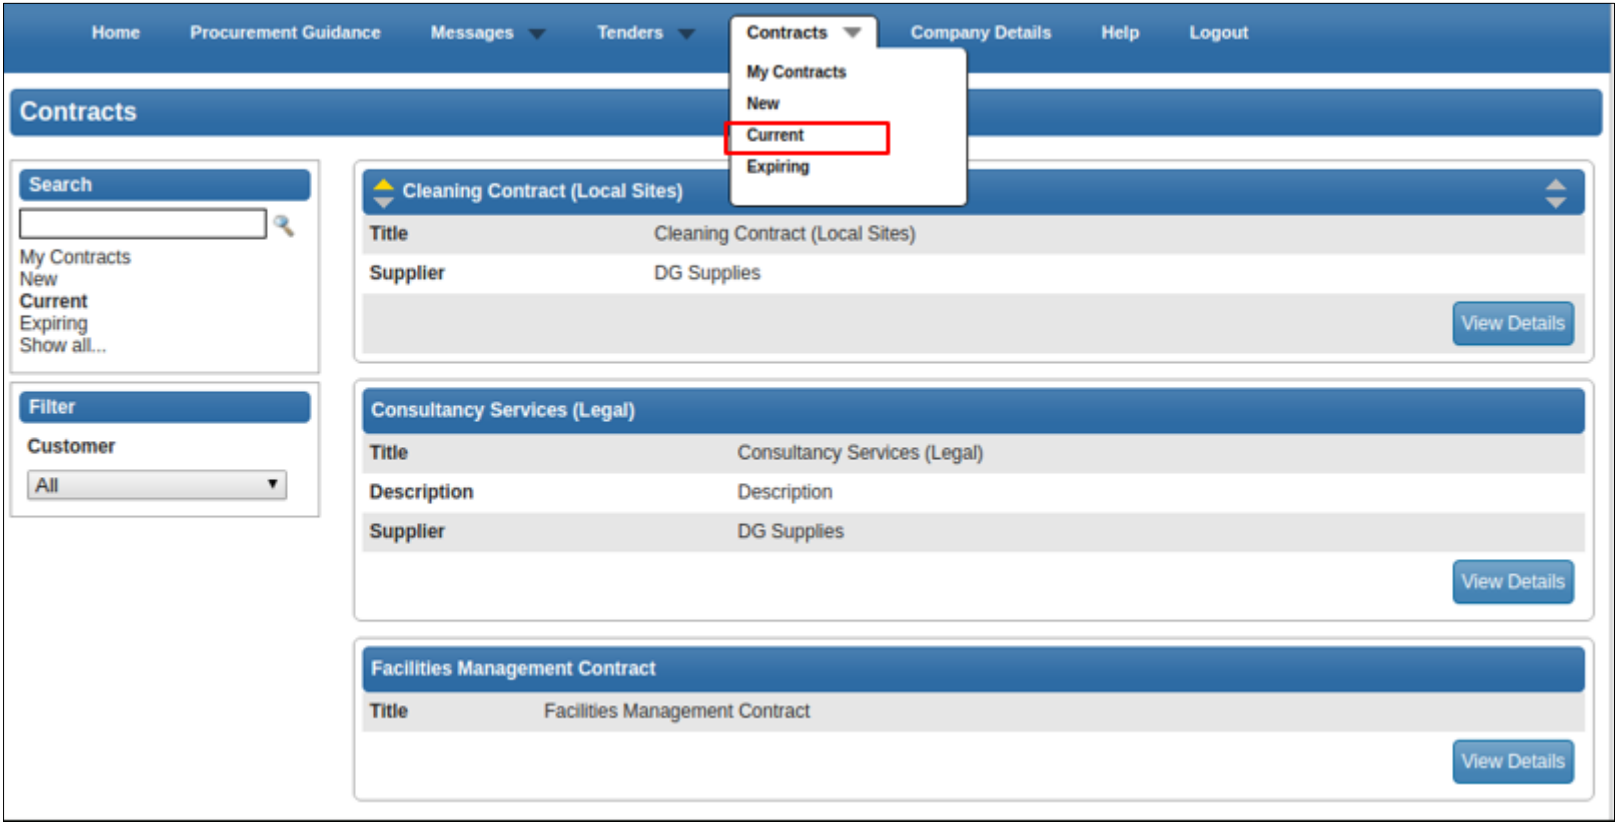 Home Procurement Guidance Messages Tenders Contracts Company Details Help Logout
My Contracts
New
Current
Expiring
Contracts
Search
My Contracts
New
Current
Expiring
Show all...
Filter
Customer
All
Cleaning Contract (Local Sites)
Title Cleaning Contract (Local Sites)
Supplier DG Supplies
View Details
Consultancy Services (Legal)
Title Consultancy Services (Legal)
Description Description
Supplier DG Supplies
View Details
Facilities Management Contract
Title Facilities Management Contract
View Details